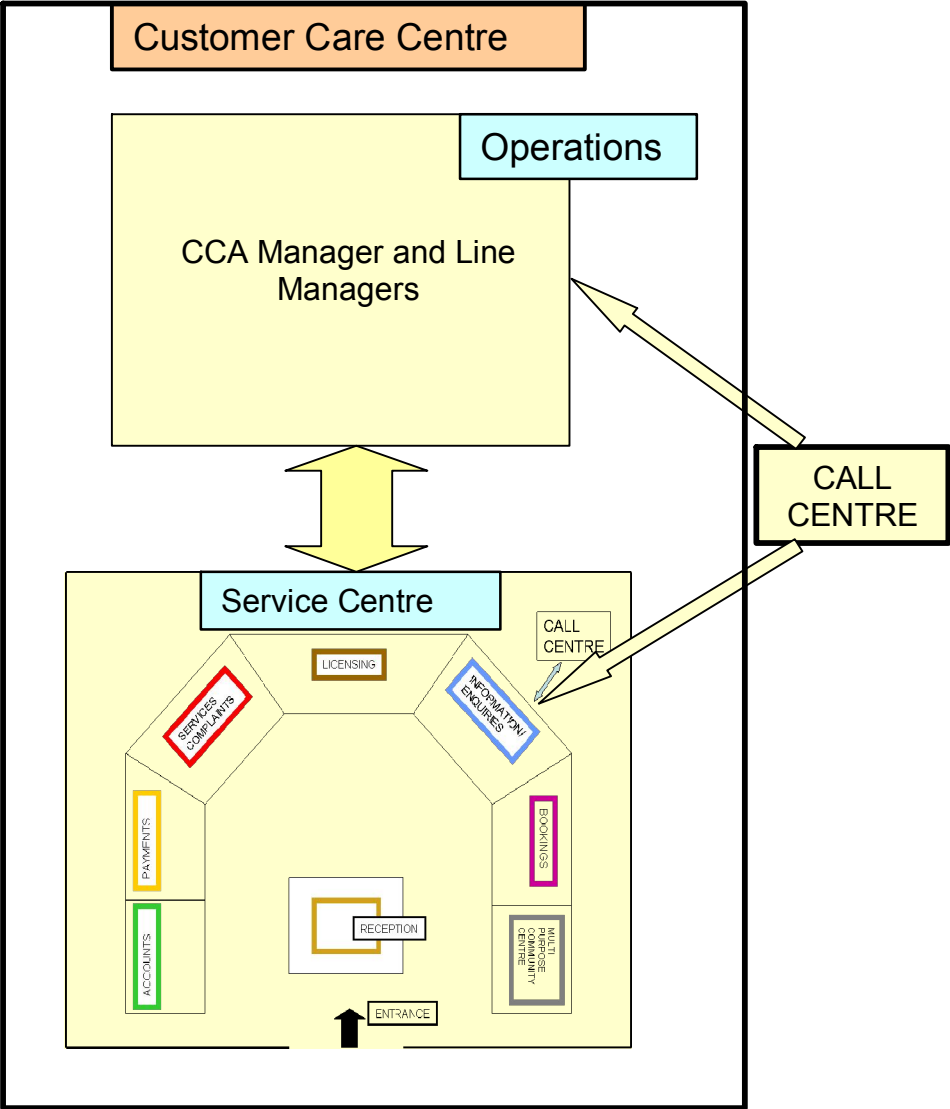 Customer Care Centre
Operations
CCA Manager and Line
Managers
CALL
CENTRE
Service Centre
CALL
CENTRE
LICENSING
INFORMATION/
ENQUIRIES
SERVICES
COMPLAINTS
PAYMENTS
BOOKINGS
ACCOUNTS
RECEPTION
MULTI
PURPOSE
COMMUNITY
CENTRE
ENTRANCE